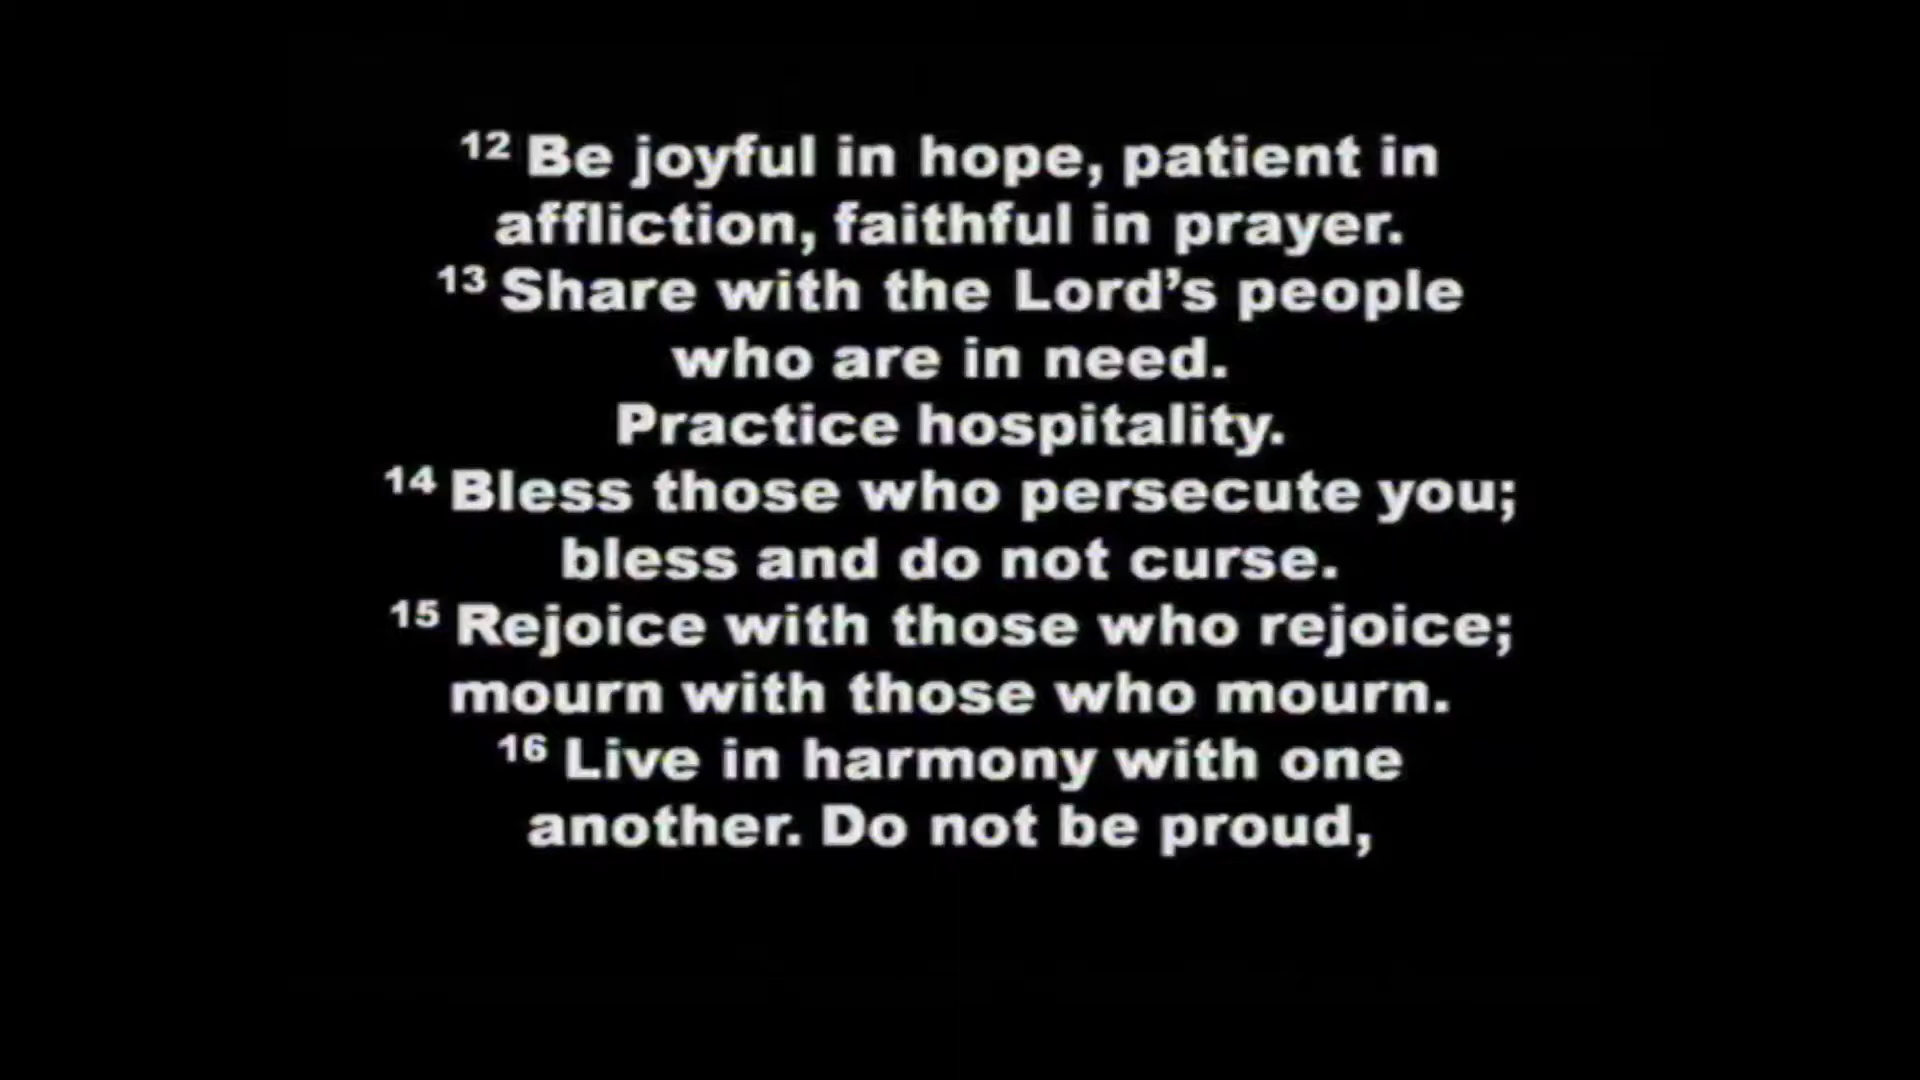 12 Be joyful in hope, patient in
affliction, faithful in prayer.
13 Share with the Lord’s people
who are in need.
Practice hospitality.
14 Bless those who persecute you;
bless and do not curse.
15 Rejoice with those who rejoice;
mourn with those who mourn.
16 Live in harmony with one
another. Do not be proud,